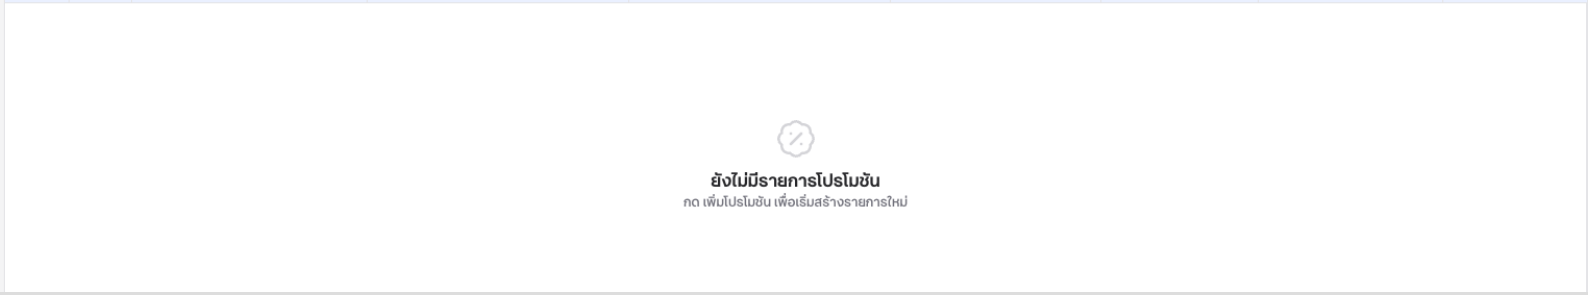 ยังไม่มีรายการโปรโมชัน
กด เพิ่มโปรโมชัน เพื่อเริ่มสร้างรายการใหม่